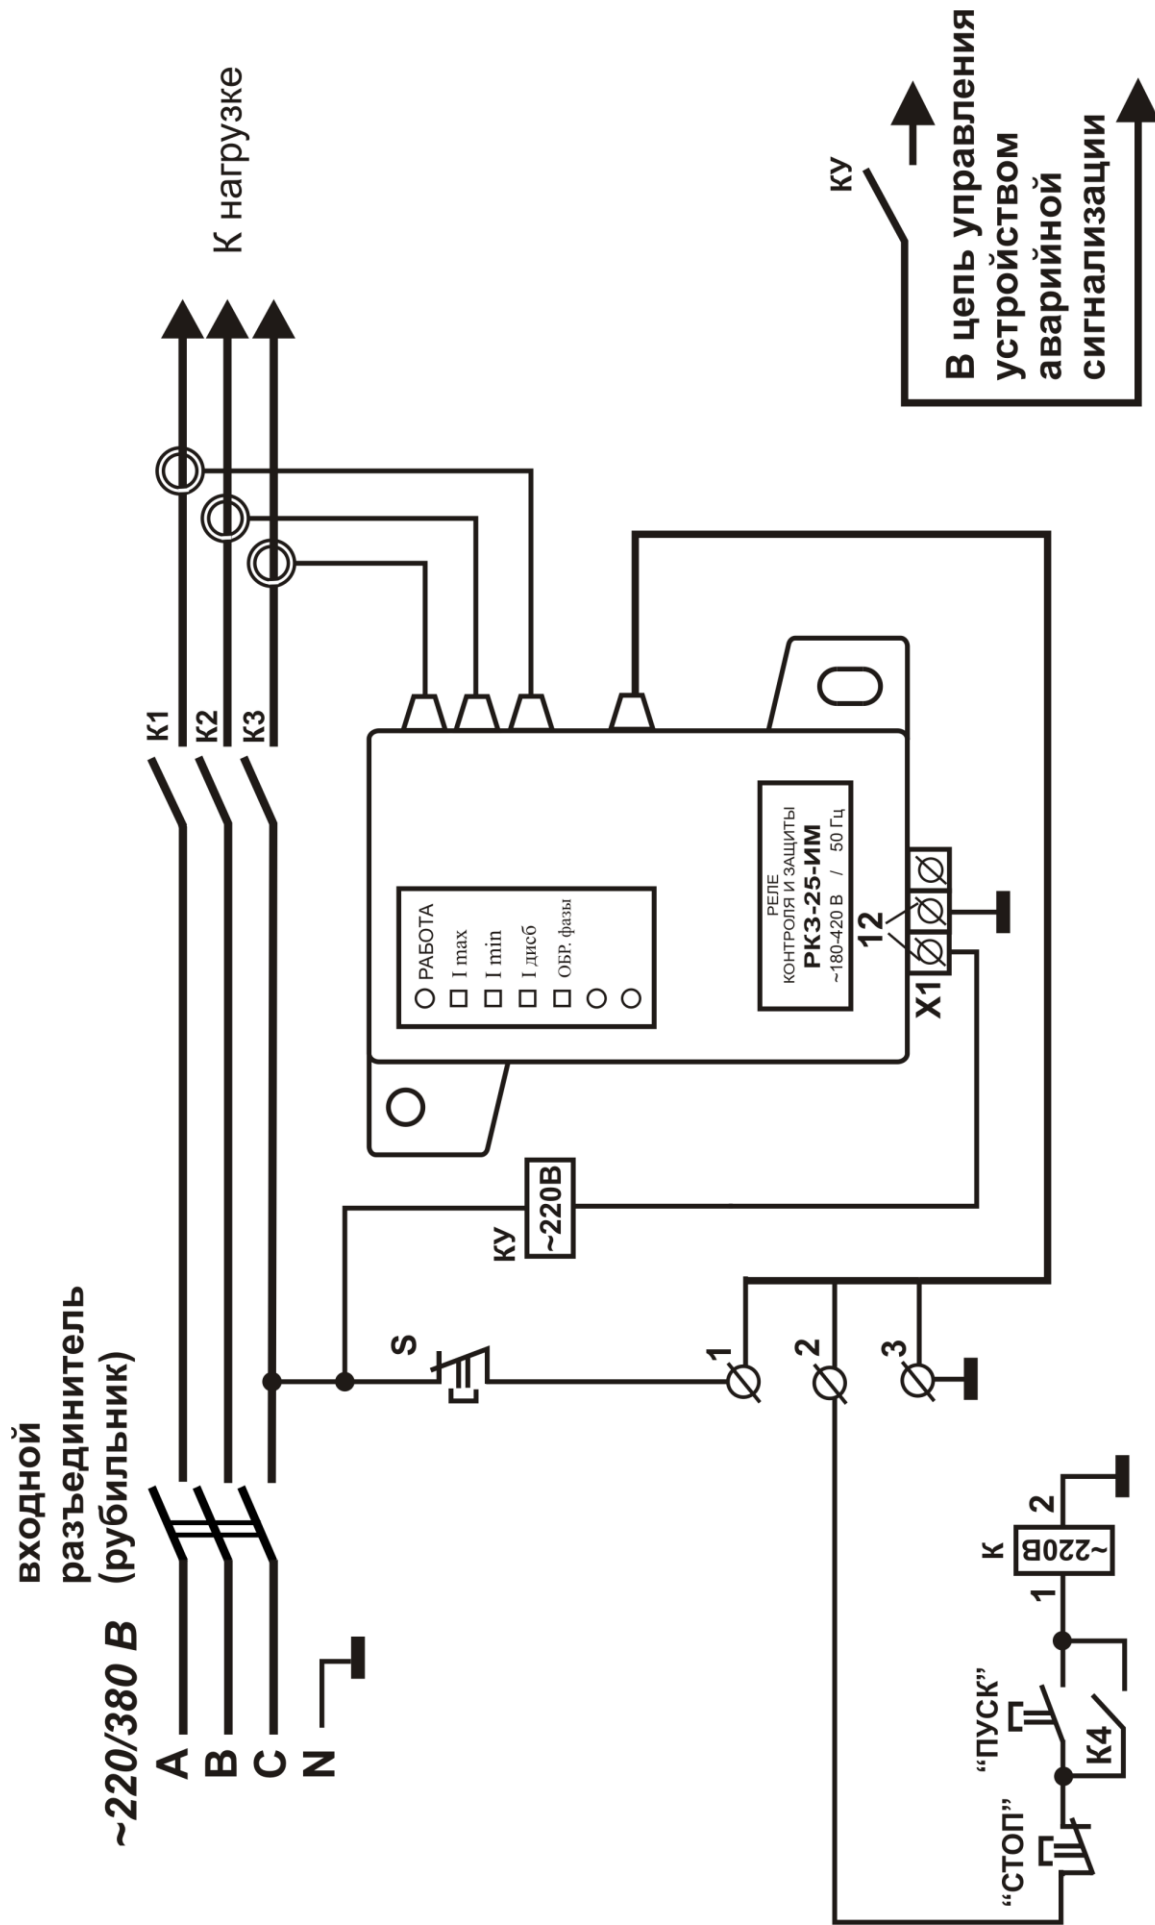 входной
разъединитель
(рубильник)
~220/380 В
А
В
С
N
К1
К2
К3
К нагрузке
S
КУ
~220В
РАБОТА
I max
I min
I дисб
ОБР. фазы
РЕЛЕ
КОНТРОЛЯ И ЗАЩИТЫ
РКЗ-25-ИМ
~180-420 В / 50 Гц
Х1
12
1
2
3
“СТОП”
“ПУСК”
К4
1
К
~220В
2
КУ
В цепь управления
устройством
аварийной
сигнализации